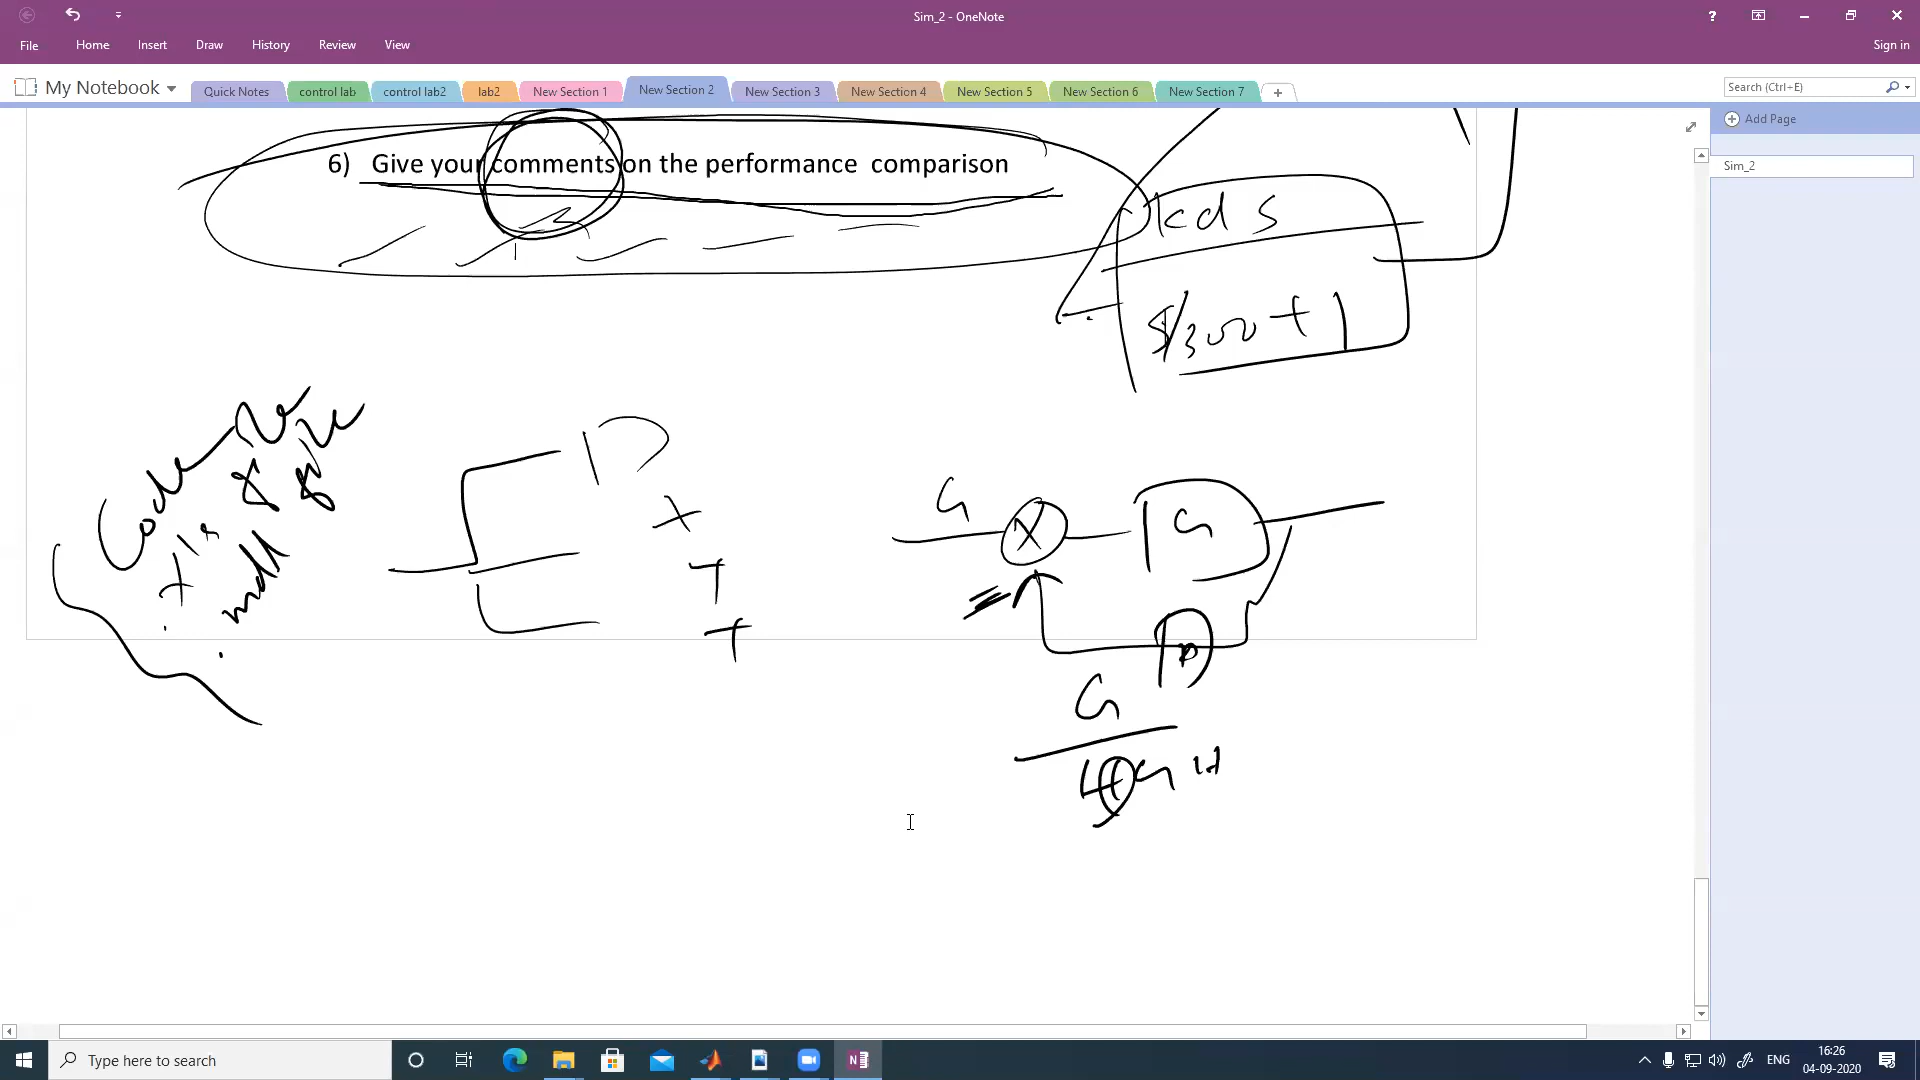 Sim_2 - OneNote
?
File Home Insert Draw History Review View
Sign in
My Notebook
Quick Notes control lab control lab2 lab2 New Section 1 New Section 2 New Section 3 New Section 4 New Section 5 New Section 6 New Section 7 +
Search (Ctrl+E)
Add Page
Sim_2
6) Give your comments on the performance comparison
kd s
s/300 + 1
Code
+
+
+
G
X
G
G
G H
Type here to search
ENG
16:26
04-09-2020